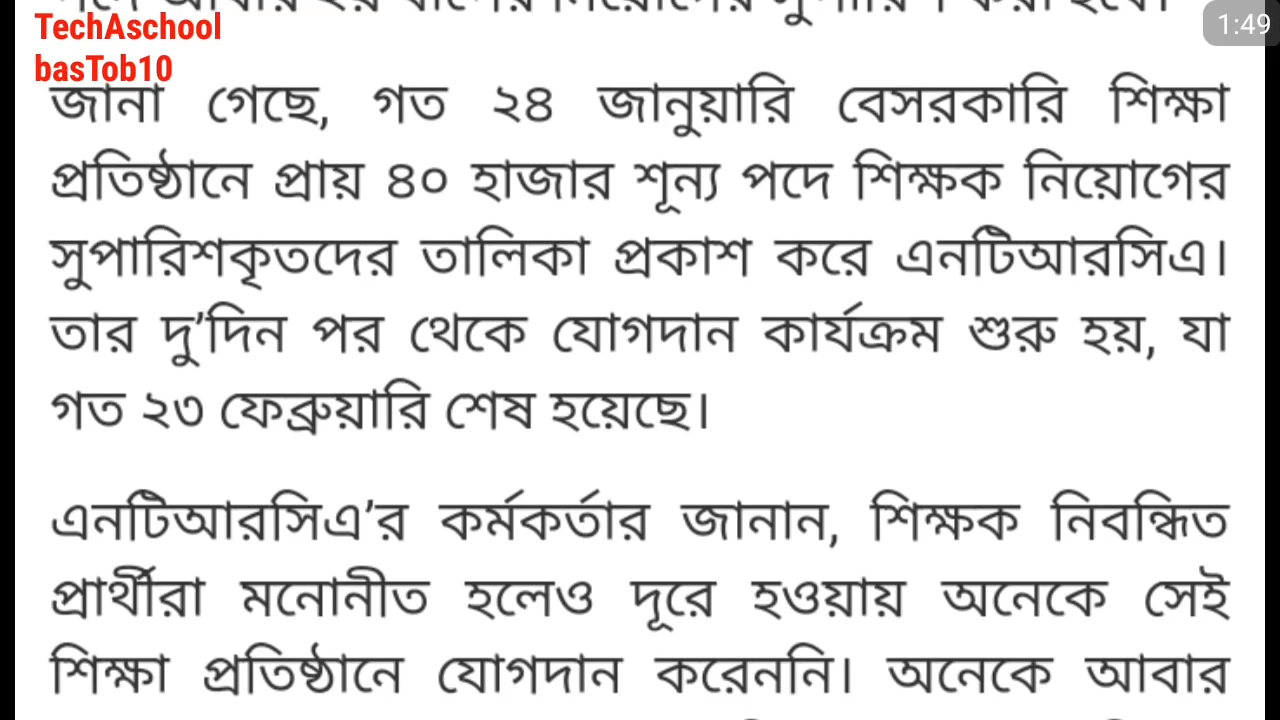 TechAschool
basTob10
1:49
জানা গেছে, গত ২৪ জানুয়ারি বেসরকারি শিক্ষা
প্রতিষ্ঠানে প্রায় ৪০ হাজার শূন্য পদে শিক্ষক নিয়োগের
সুপারিশকৃতদের তালিকা প্রকাশ করে এনটিআরসিএ।
তার দু’দিন পর থেকে যোগদান কার্যক্রম শুরু হয়, যা
গত ২৩ ফেব্রুয়ারি শেষ হয়েছে।
এনটিআরসিএ’র কর্মকর্তার জানান, শিক্ষক নিবন্ধিত
প্রার্থীরা মনোনীত হলেও দূরে হওয়ায় অনেকে সেই
শিক্ষা প্রতিষ্ঠানে যোগদান করেননি। অনেকে আবার